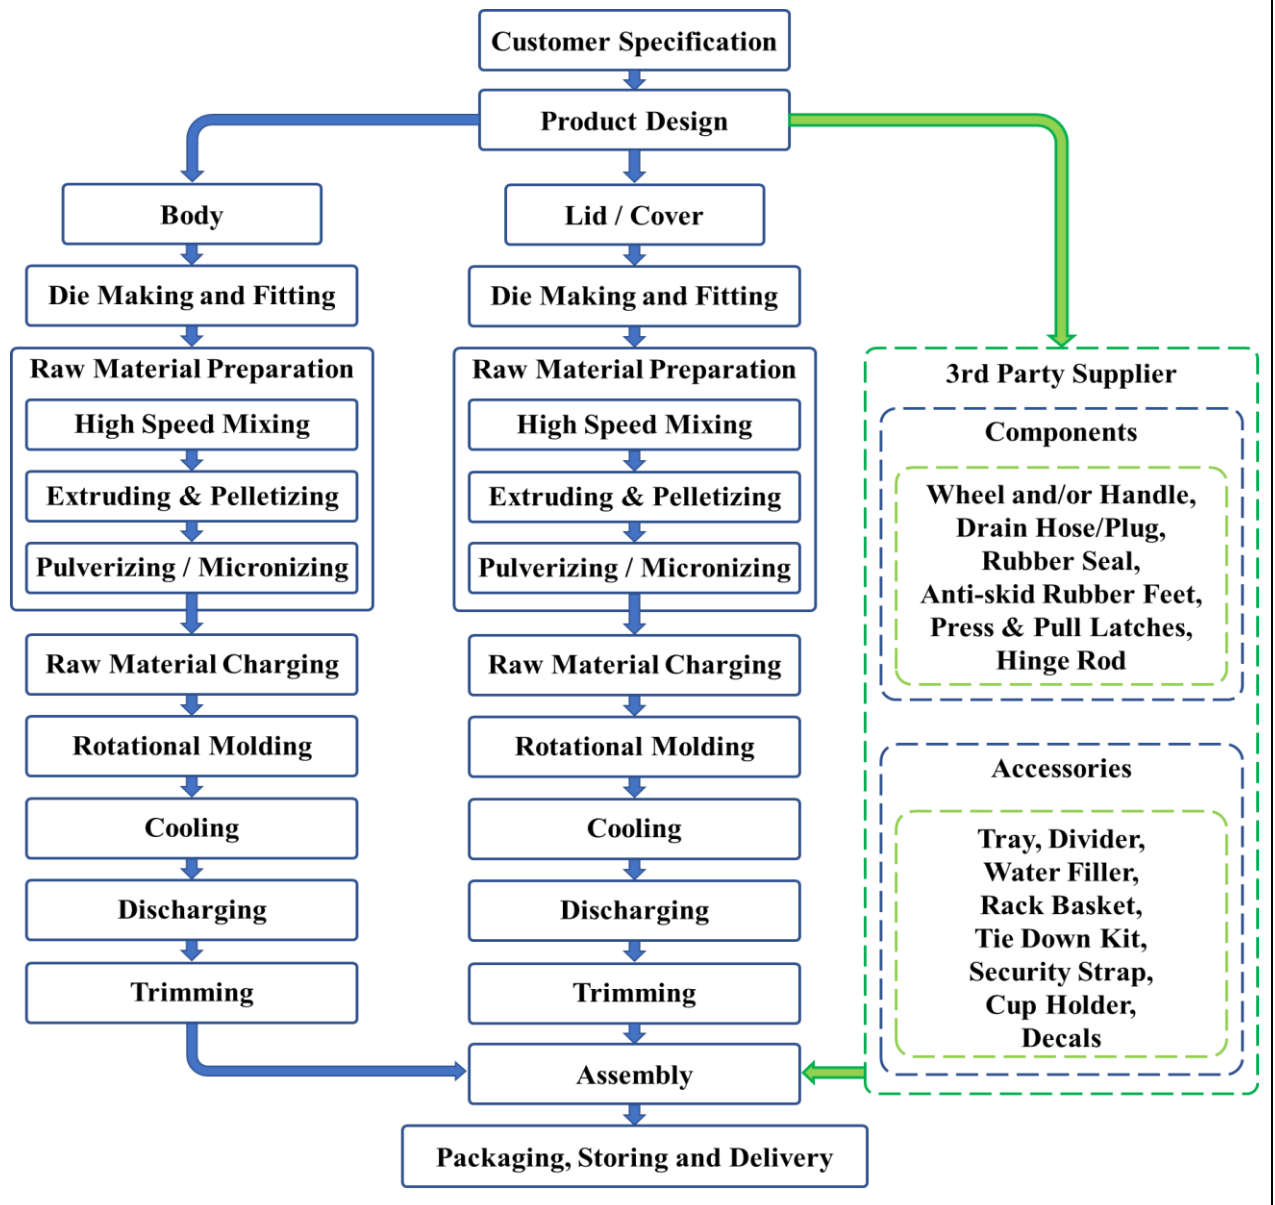 Customer Specification
Product Design
Body
Die Making and Fitting
Raw Material Preparation
High Speed Mixing
Extruding & Pelletizing
Pulverizing / Micronizing
Raw Material Charging
Rotational Molding
Cooling
Discharging
Trimming
Lid / Cover
Die Making and Fitting
Raw Material Preparation
High Speed Mixing
Extruding & Pelletizing
Pulverizing / Micronizing
Raw Material Charging
Rotational Molding
Cooling
Discharging
Trimming
3rd Party Supplier
Components
Wheel and/or Handle,
Drain Hose/Plug,
Rubber Seal,
Anti-skid Rubber Feet,
Press & Pull Latches,
Hinge Rod
Accessories
Tray, Divider,
Water Filler,
Rack Basket,
Tie Down Kit,
Security Strap,
Cup Holder,
Decals
Assembly
Packaging, Storing and Delivery